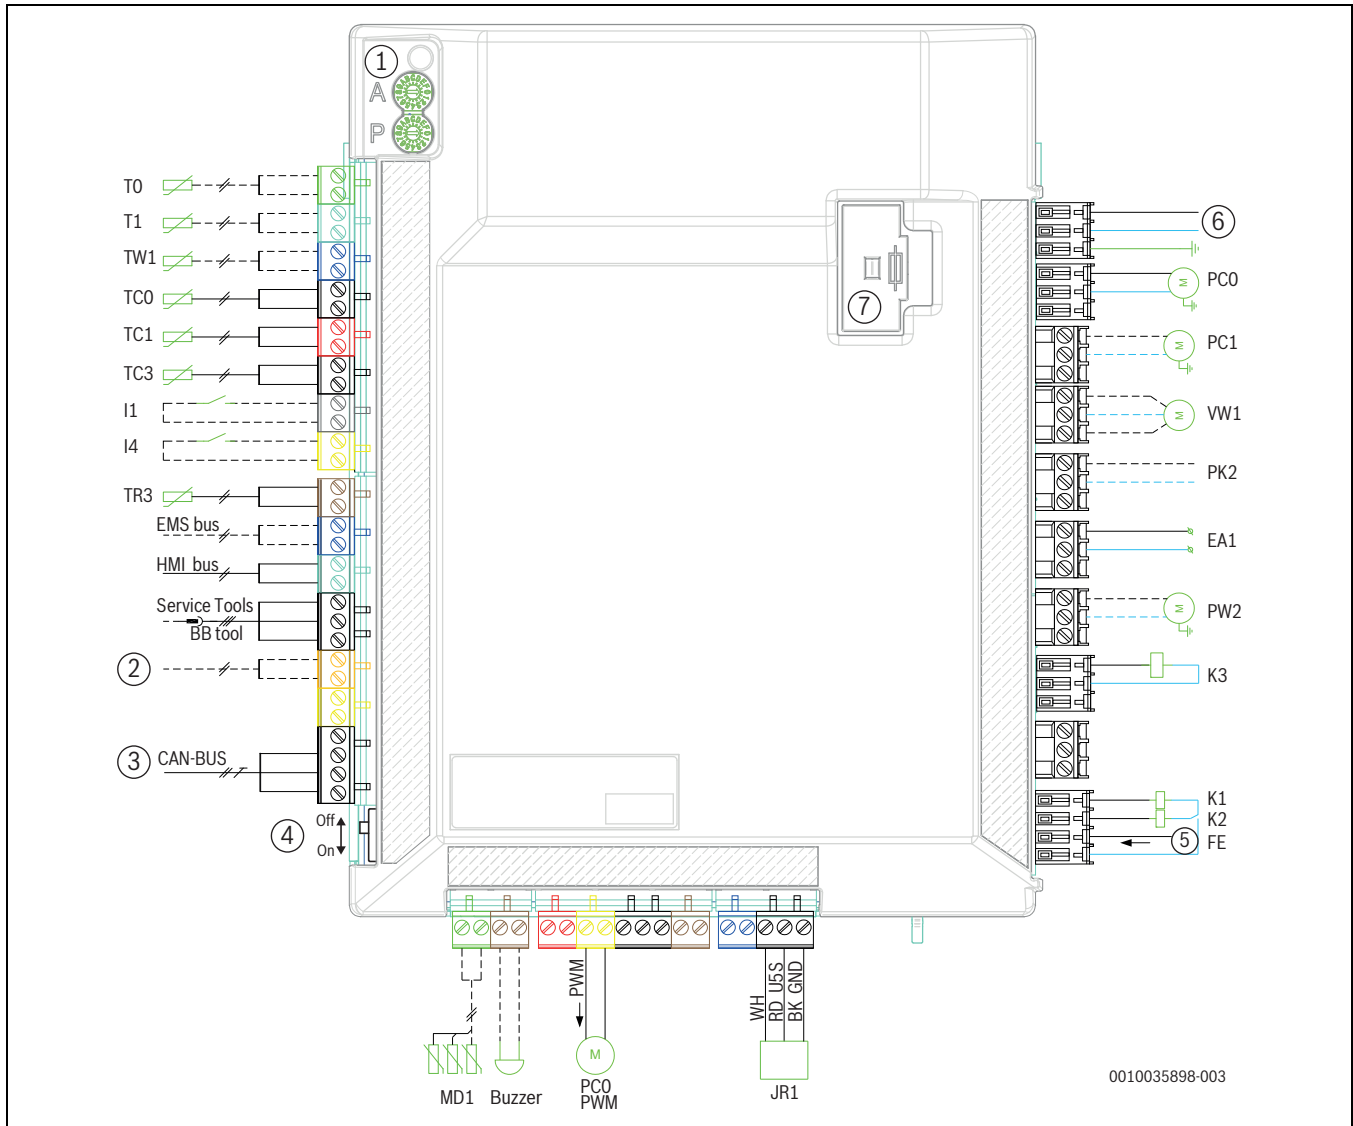 1
A
P
T0
T1
TW1
TC0
TC1
TC3
I1
I4
TR3
EMS bus
HMI bus
Service Tools
BB tool
2
3 CAN-BUS
4 Off
On
6
PC0
M
PC1
M
VW1
M
PK2
EA1
PW2
M
K3
K1
K2
5 FE
7
PWM
WH
RD U5S
BK GND
M
MD1
Buzzer
PC0
PWM
JR1
0010035898-003